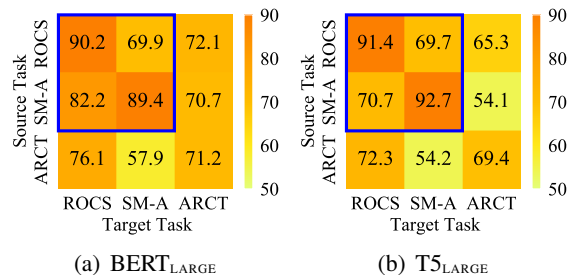 Source Task
ROCS
SM-A
ARCT
90.2 69.9 72.1
82.2 89.4 70.7
76.1 57.9 71.2
ROCS SM-A ARCT
Target Task
90
80
70
60
50
(a) BERT_LARGE
Source Task
ROCS
SM-A
ARCT
91.4 69.7 65.3
70.7 92.7 54.1
72.3 54.2 69.4
ROCS SM-A ARCT
Target Task
90
80
70
60
50
(b) T5_LARGE